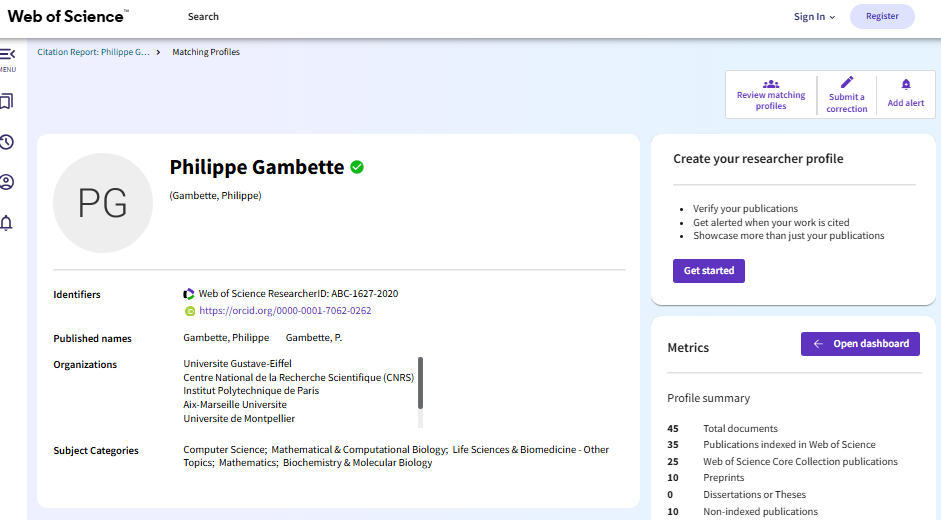 Web of Science™
Search
Sign In
Register
MENU
Citation Report: Philippe G... > Matching Profiles
Review matching profiles
Submit a correction
Add alert
PG
Philippe Gambette
(Gambette, Philippe)
Identifiers
Web of Science ResearcherID: ABC-1627-2020
iD https://orcid.org/0000-0001-7062-0262
Published names
Gambette, Philippe Gambette, P.
Organizations
Universite Gustave-Eiffel
Centre National de la Recherche Scientifique (CNRS)
Institut Polytechnique de Paris
Aix-Marseille Universite
Universite de Montpellier
Subject Categories
Computer Science; Mathematical & Computational Biology; Life Sciences & Biomedicine - Other
Topics; Mathematics; Biochemistry & Molecular Biology
Create your researcher profile
• Verify your publications
• Get alerted when your work is cited
• Showcase more than just your publications
Get started
Metrics
← Open dashboard
Profile summary
45 Total documents
35 Publications indexed in Web of Science
25 Web of Science Core Collection publications
10 Preprints
0 Dissertations or Theses
10 Non-indexed publications